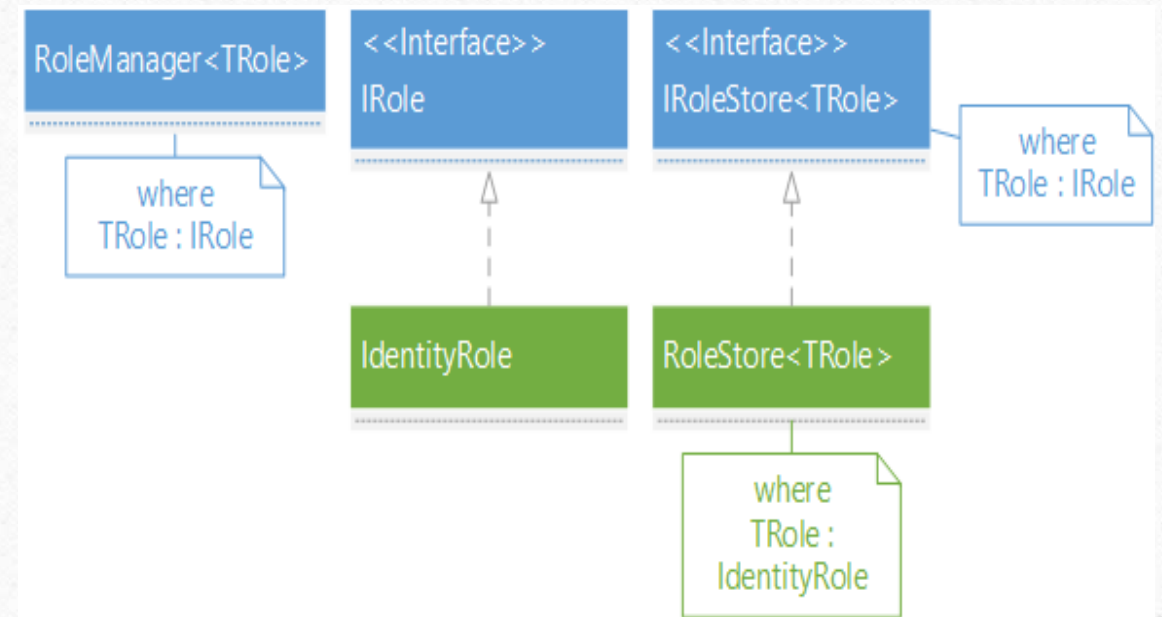 RoleManager<TRole>
<<Interface>>
IRole
<<Interface>>
IRoleStore<TRole>
where
TRole : IRole
where
TRole : IRole
IdentityRole
RoleStore<TRole>
where
TRole :
IdentityRole